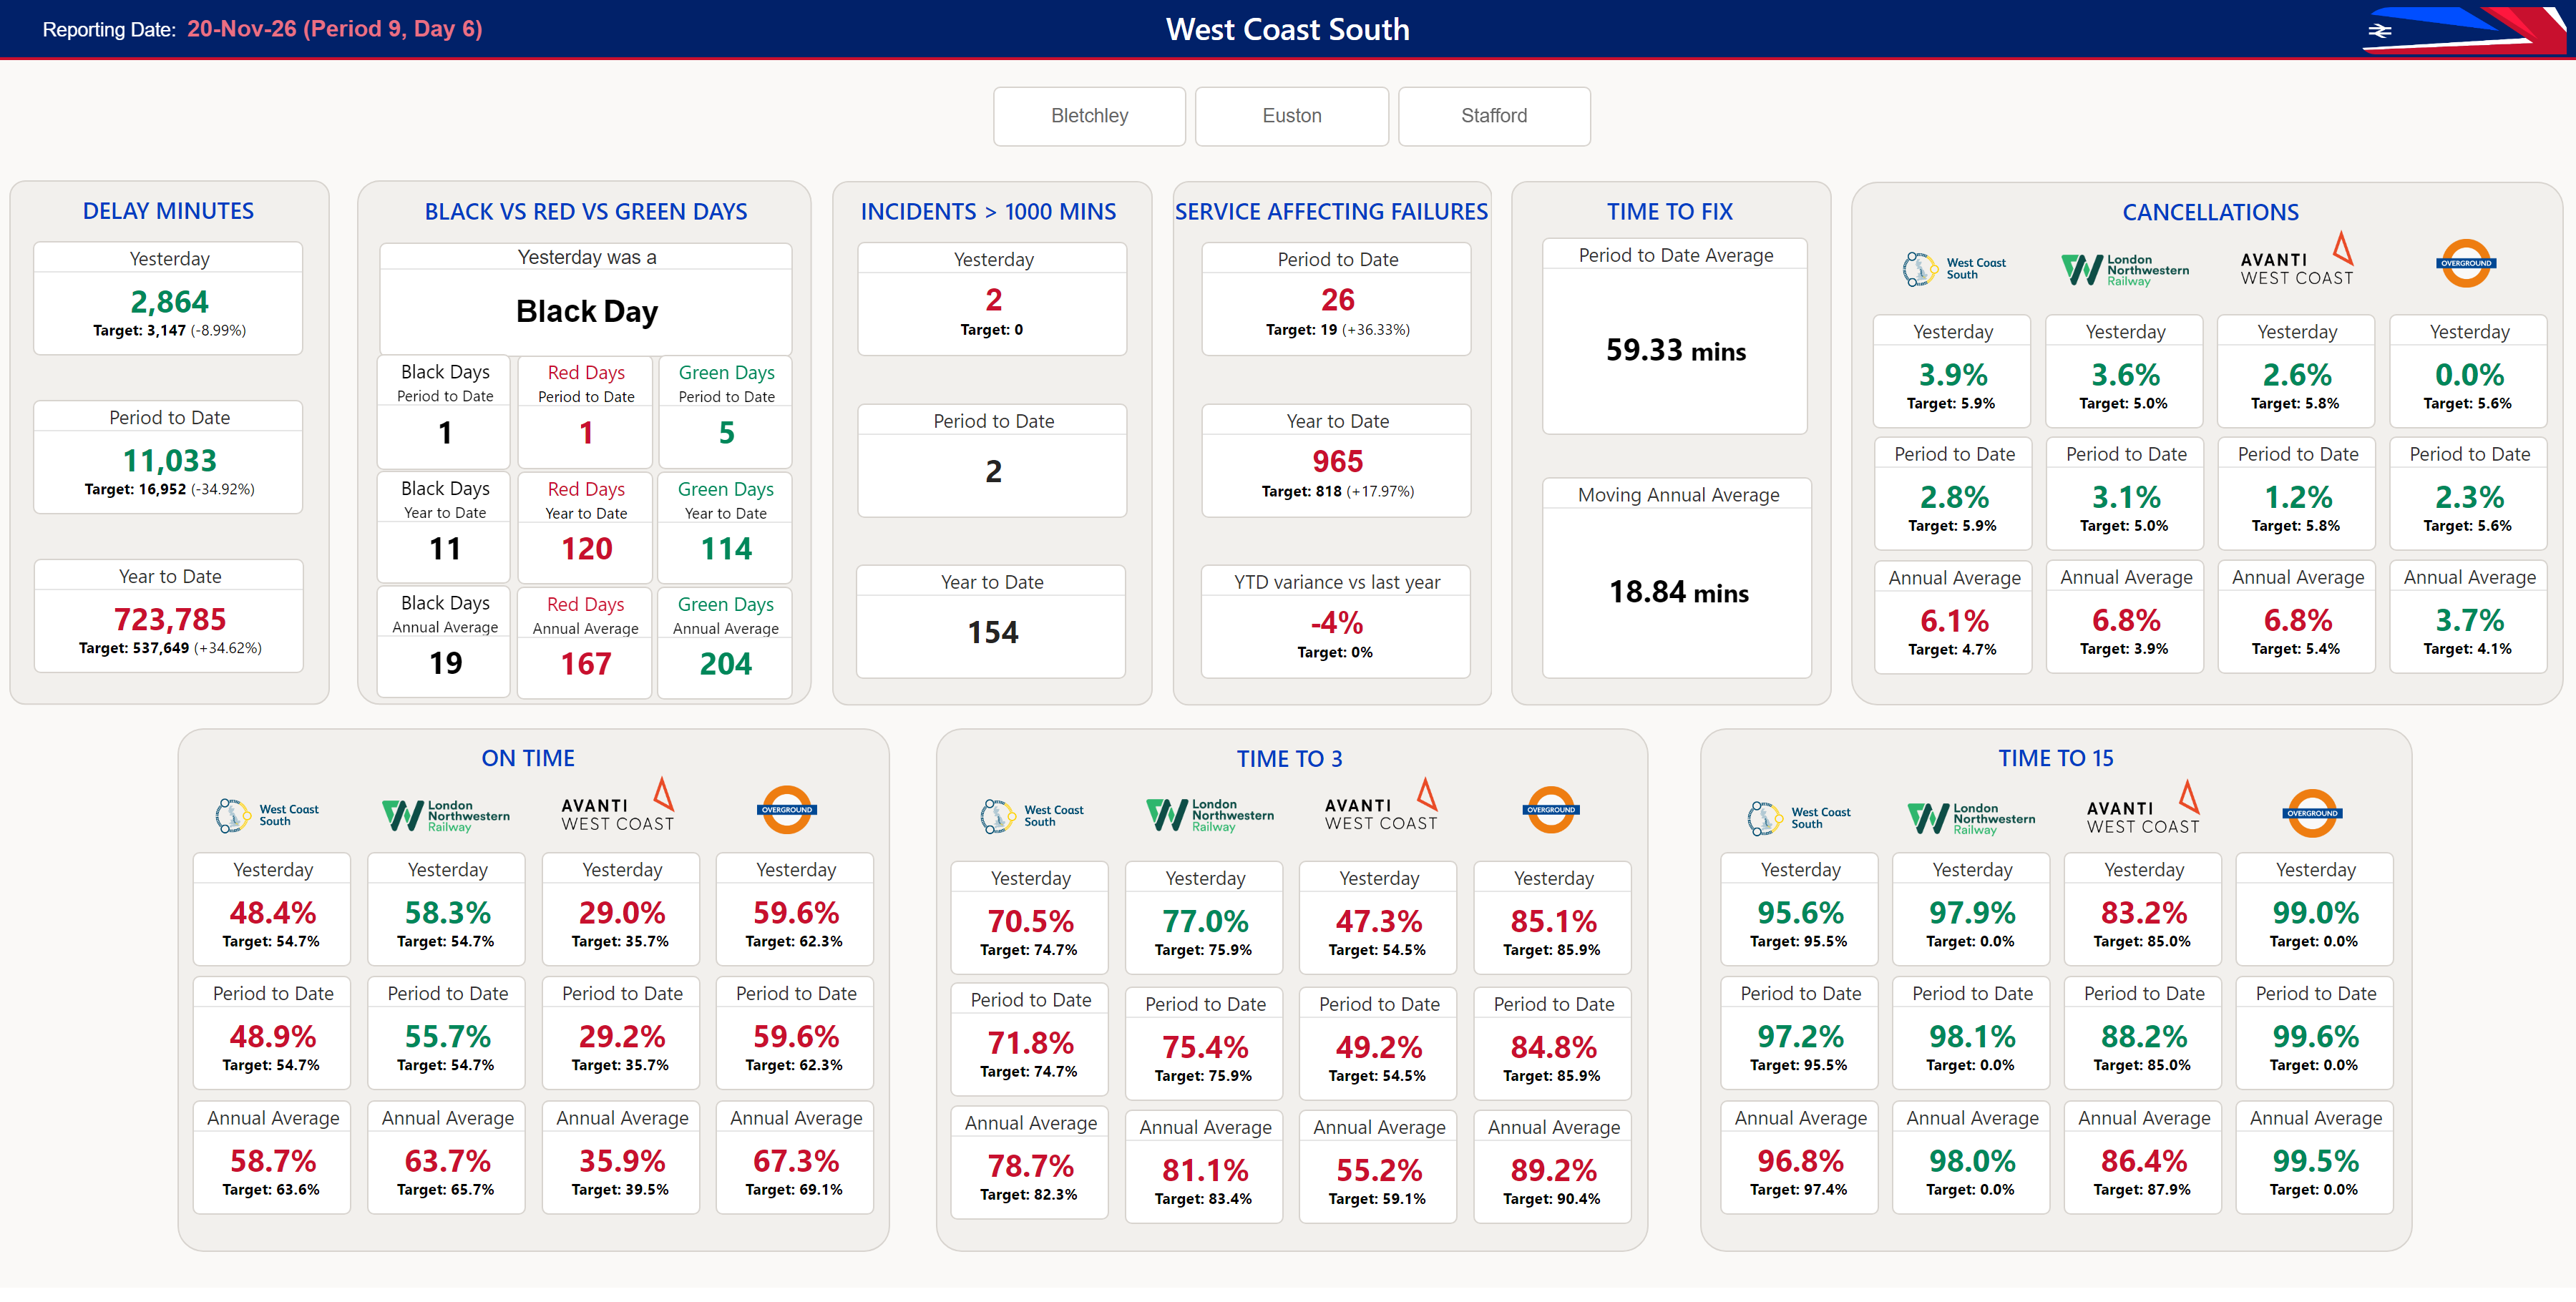 Reporting Date: 20-Nov-26 (Period 9, Day 6)
West Coast South
Bletchley
Euston
Stafford
DELAY MINUTES
Yesterday
2,864
Target: 3,147 (-8.99%)
Period to Date
11,033
Target: 16,952 (-34.92%)
Year to Date
723,785
Target: 537,649 (+34.62%)
BLACK VS RED VS GREEN DAYS
Yesterday was a
Black Day
Black Days Red Days Green Days
Period to Date Period to Date Period to Date
1 1 5
Black Days Red Days Green Days
Year to Date Year to Date Year to Date
11 120 114
Black Days Red Days Green Days
Annual Average Annual Average Annual Average
19 167 204
INCIDENTS > 1000 MINS
Yesterday
2
Target: 0
Period to Date
2
Year to Date
154
SERVICE AFFECTING FAILURES
Period to Date
26
Target: 19 (+36.33%)
Year to Date
965
Target: 818 (+17.97%)
YTD variance vs last year
-4%
Target: 0%
TIME TO FIX
Period to Date Average
59.33 mins
Moving Annual Average
18.84 mins
CANCELLATIONS
West Coast
South
London
Northwestern
Railway
AVANTI
WEST COAST
OVERGROUND
Yesterday Yesterday Yesterday Yesterday
3.9% 3.6% 2.6% 0.0%
Target: 5.9% Target: 5.0% Target: 5.8% Target: 5.6%
Period to Date Period to Date Period to Date Period to Date
2.8% 3.1% 1.2% 2.3%
Target: 5.9% Target: 5.0% Target: 5.8% Target: 5.6%
Annual Average Annual Average Annual Average Annual Average
6.1% 6.8% 6.8% 3.7%
Target: 4.7% Target: 3.9% Target: 5.4% Target: 4.1%
ON TIME
West Coast
South
London
Northwestern
Railway
AVANTI
WEST COAST
OVERGROUND
Yesterday Yesterday Yesterday Yesterday
48.4% 58.3% 29.0% 59.6%
Target: 54.7% Target: 54.7% Target: 35.7% Target: 62.3%
Period to Date Period to Date Period to Date Period to Date
48.9% 55.7% 29.2% 59.6%
Target: 54.7% Target: 54.7% Target: 35.7% Target: 62.3%
Annual Average Annual Average Annual Average Annual Average
58.7% 63.7% 35.9% 67.3%
Target: 63.6% Target: 65.7% Target: 39.5% Target: 69.1%
TIME TO 3
West Coast
South
London
Northwestern
Railway
AVANTI
WEST COAST
OVERGROUND
Yesterday Yesterday Yesterday Yesterday
70.5% 77.0% 47.3% 85.1%
Target: 74.7% Target: 75.9% Target: 54.5% Target: 85.9%
Period to Date Period to Date Period to Date Period to Date
71.8% 75.4% 49.2% 84.8%
Target: 74.7% Target: 75.9% Target: 54.5% Target: 85.9%
Annual Average Annual Average Annual Average Annual Average
78.7% 81.1% 55.2% 89.2%
Target: 82.3% Target: 83.4% Target: 59.1% Target: 90.4%
TIME TO 15
West Coast
South
London
Northwestern
Railway
AVANTI
WEST COAST
OVERGROUND
Yesterday Yesterday Yesterday Yesterday
95.6% 97.9% 83.2% 99.0%
Target: 95.5% Target: 0.0% Target: 85.0% Target: 0.0%
Period to Date Period to Date Period to Date Period to Date
97.2% 98.1% 88.2% 99.6%
Target: 95.5% Target: 0.0% Target: 85.0% Target: 0.0%
Annual Average Annual Average Annual Average Annual Average
96.8% 98.0% 86.4% 99.5%
Target: 97.4% Target: 0.0% Target: 87.9% Target: 0.0%